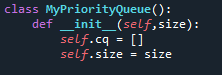 class MyPriorityQueue():
    def __init__(self,size):
        self.cq = []
        self.size = size